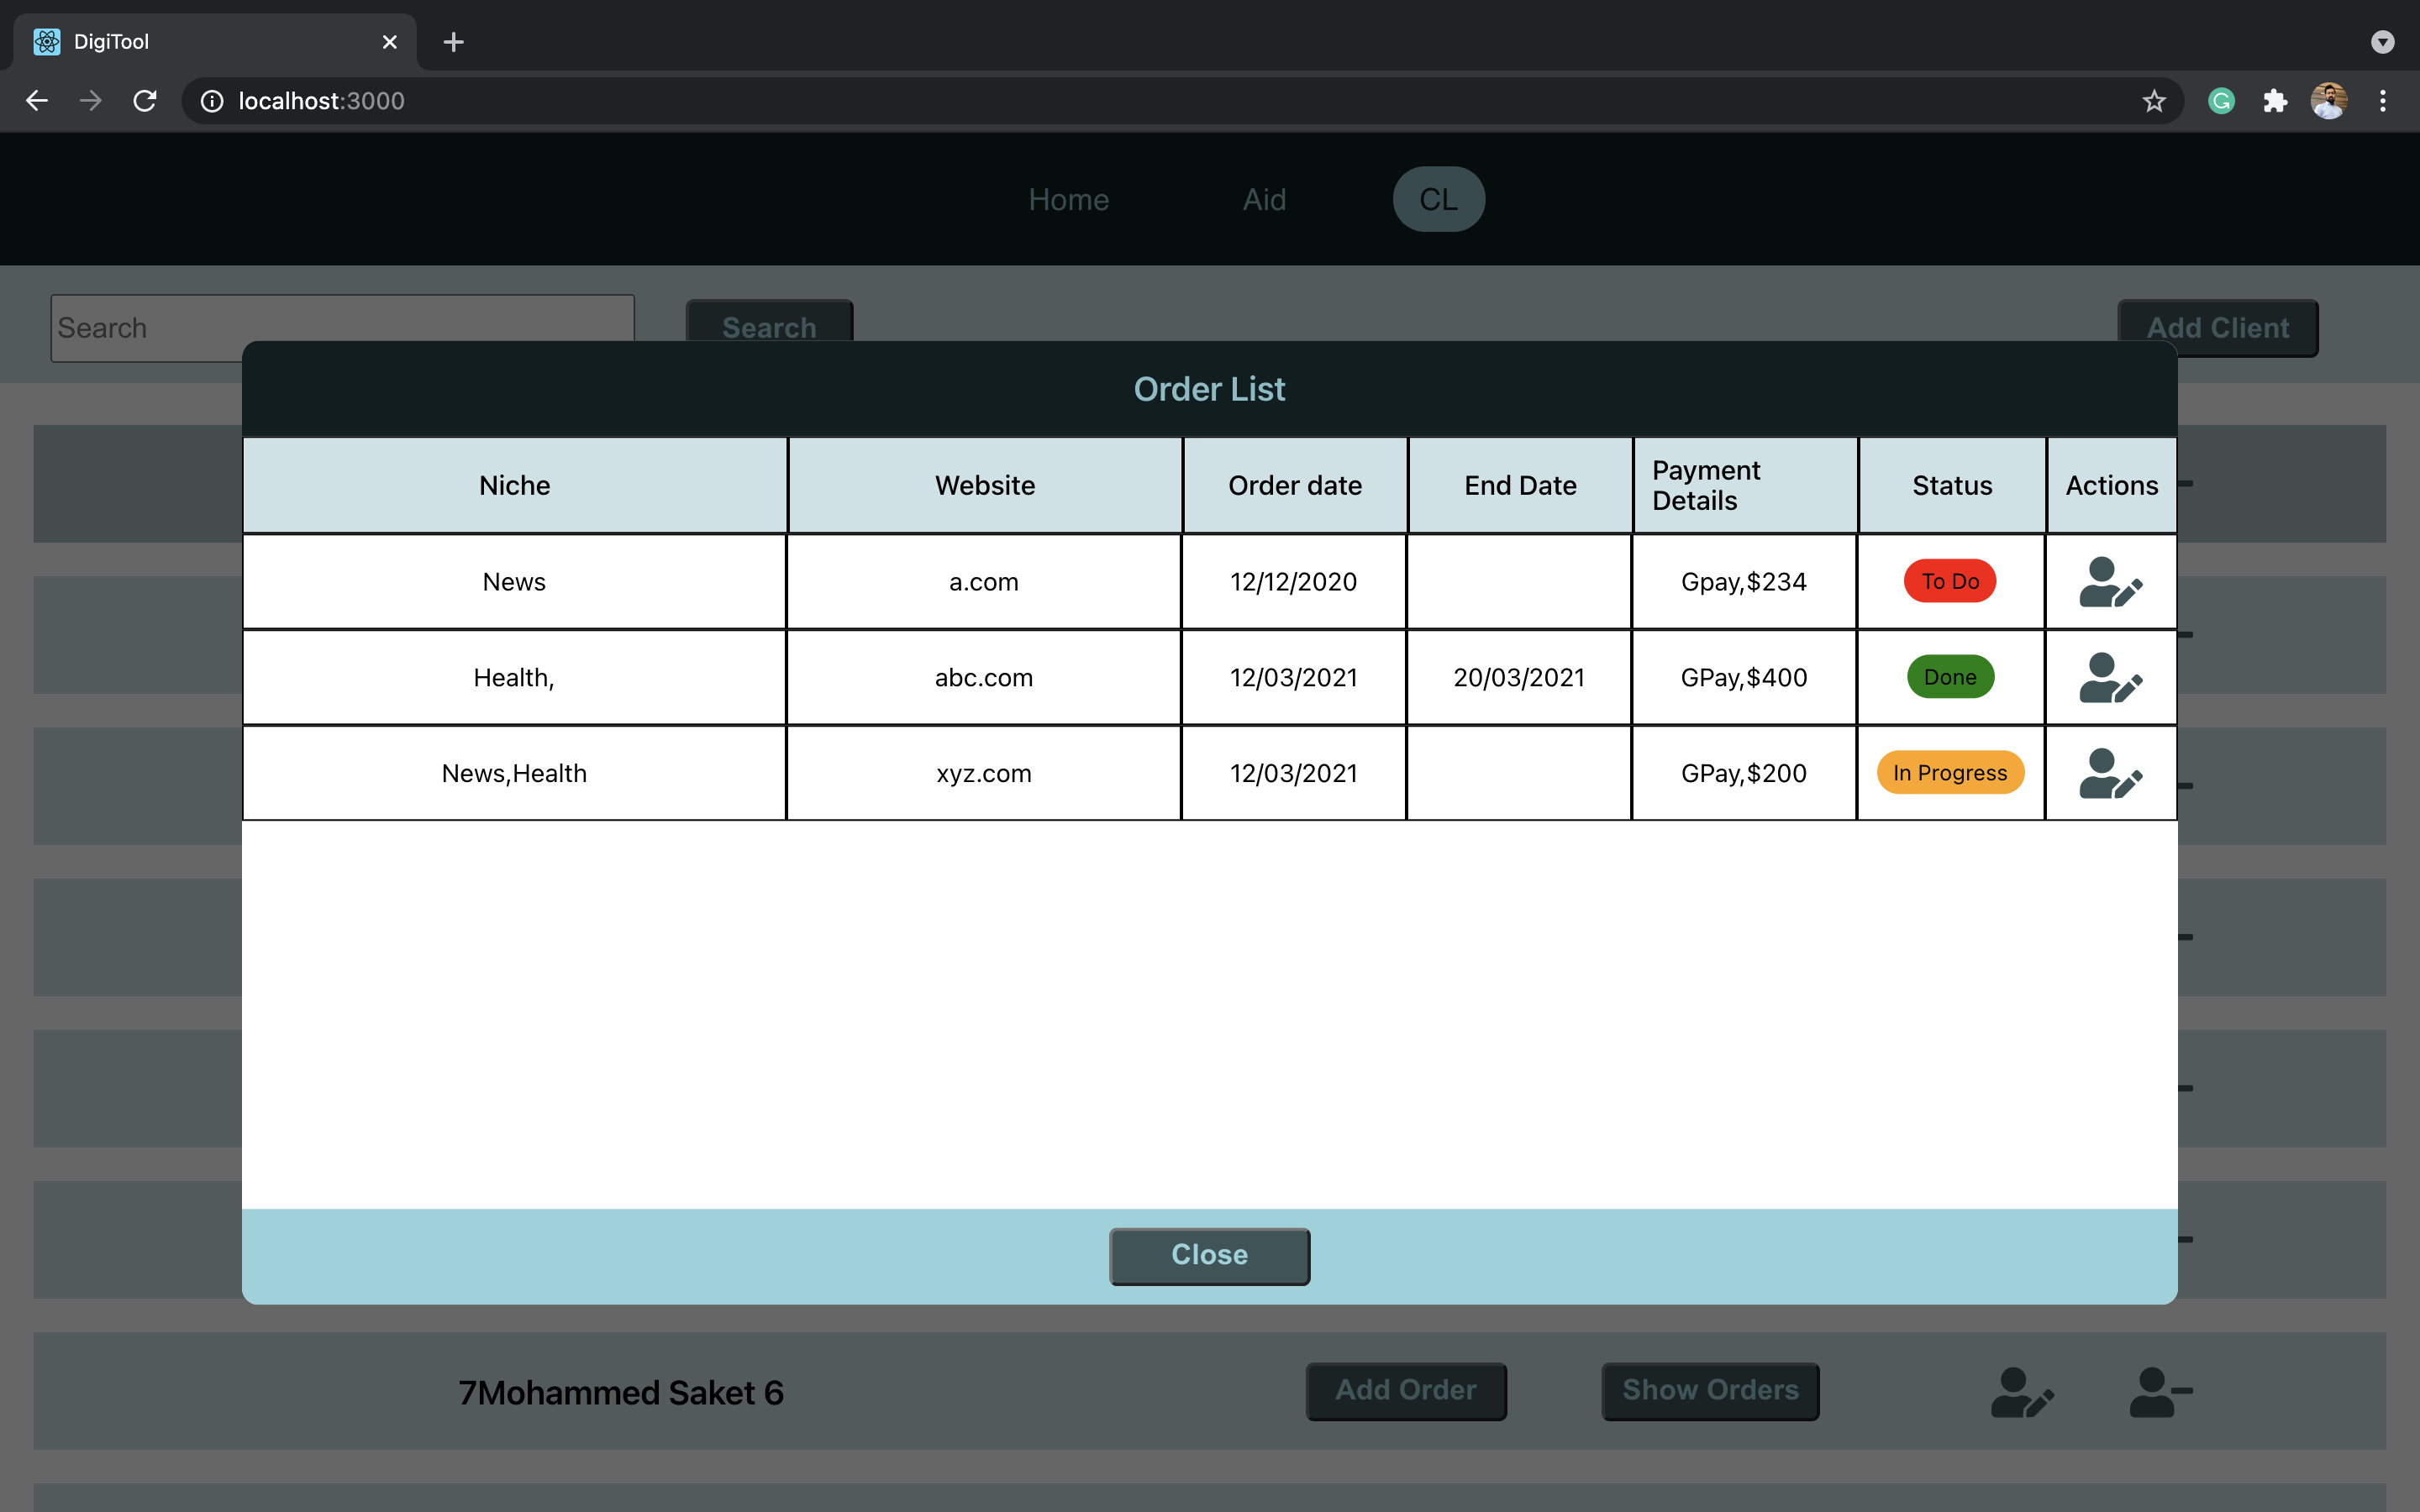 DigiTool
localhost:3000
Home Aid CL
Search Search Add Client
Order List
Niche Website Order date End Date Payment Details Status Actions
News a.com 12/12/2020 Gpay,$234 To Do
Health, abc.com 12/03/2021 20/03/2021 GPay,$400 Done
News,Health xyz.com 12/03/2021 GPay,$200 In Progress
Close
7Mohammed Saket 6 Add Order Show Orders